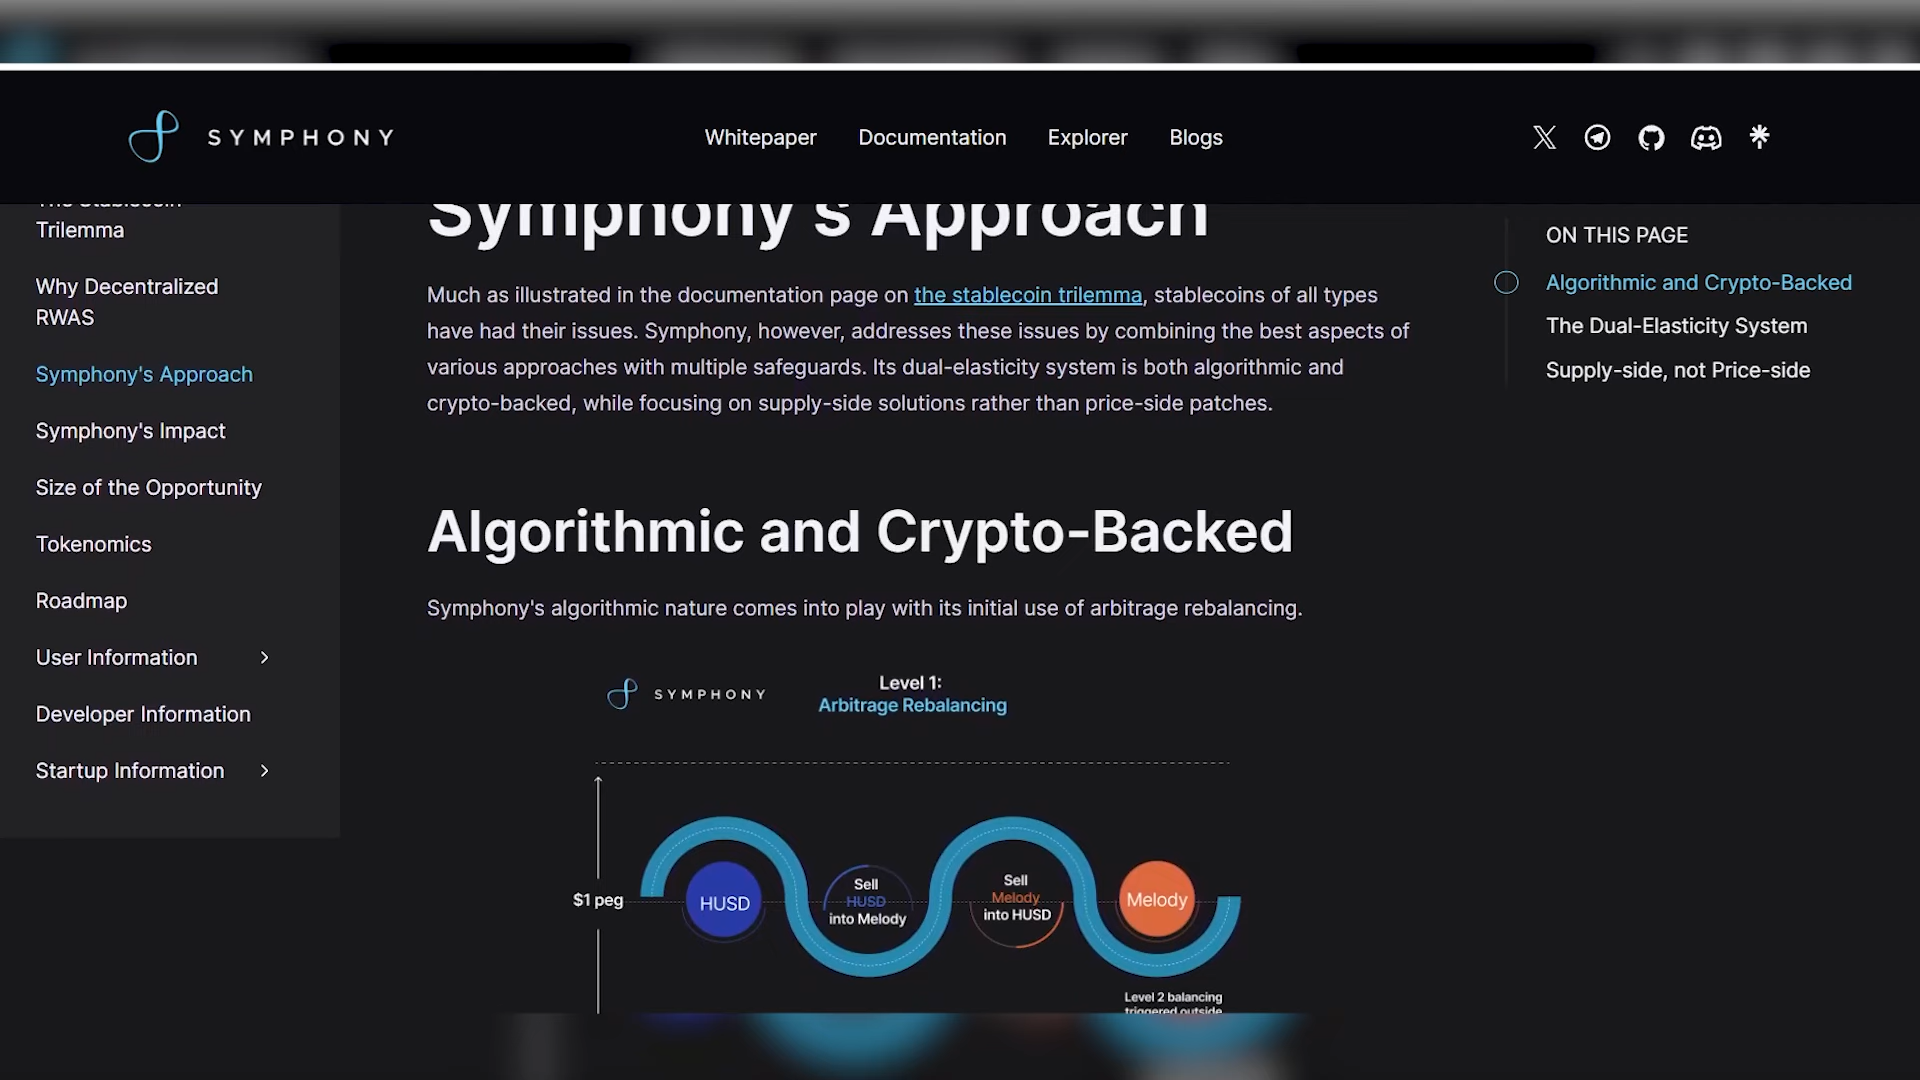 SYMPHONY
Whitepaper
Documentation
Explorer
Blogs
The Stablecoin
Trilemma
Why Decentralized
RWAS
Symphony's Approach
Symphony's Impact
Size of the Opportunity
Tokenomics
Roadmap
User Information
Developer Information
Startup Information
Symphony's Approach
Much as illustrated in the documentation page on the stablecoin trilemma, stablecoins of all types
have had their issues. Symphony, however, addresses these issues by combining the best aspects of
various approaches with multiple safeguards. Its dual-elasticity system is both algorithmic and
crypto-backed, while focusing on supply-side solutions rather than price-side patches.
Algorithmic and Crypto-Backed
Symphony's algorithmic nature comes into play with its initial use of arbitrage rebalancing.
SYMPHONY
Level 1:
Arbitrage Rebalancing
$1 peg
HUSD
Sell
HUSD
into Melody
Sell
Melody
into HUSD
Melody
Level 2 balancing
triggered outside
ON THIS PAGE
Algorithmic and Crypto-Backed
The Dual-Elasticity System
Supply-side, not Price-side